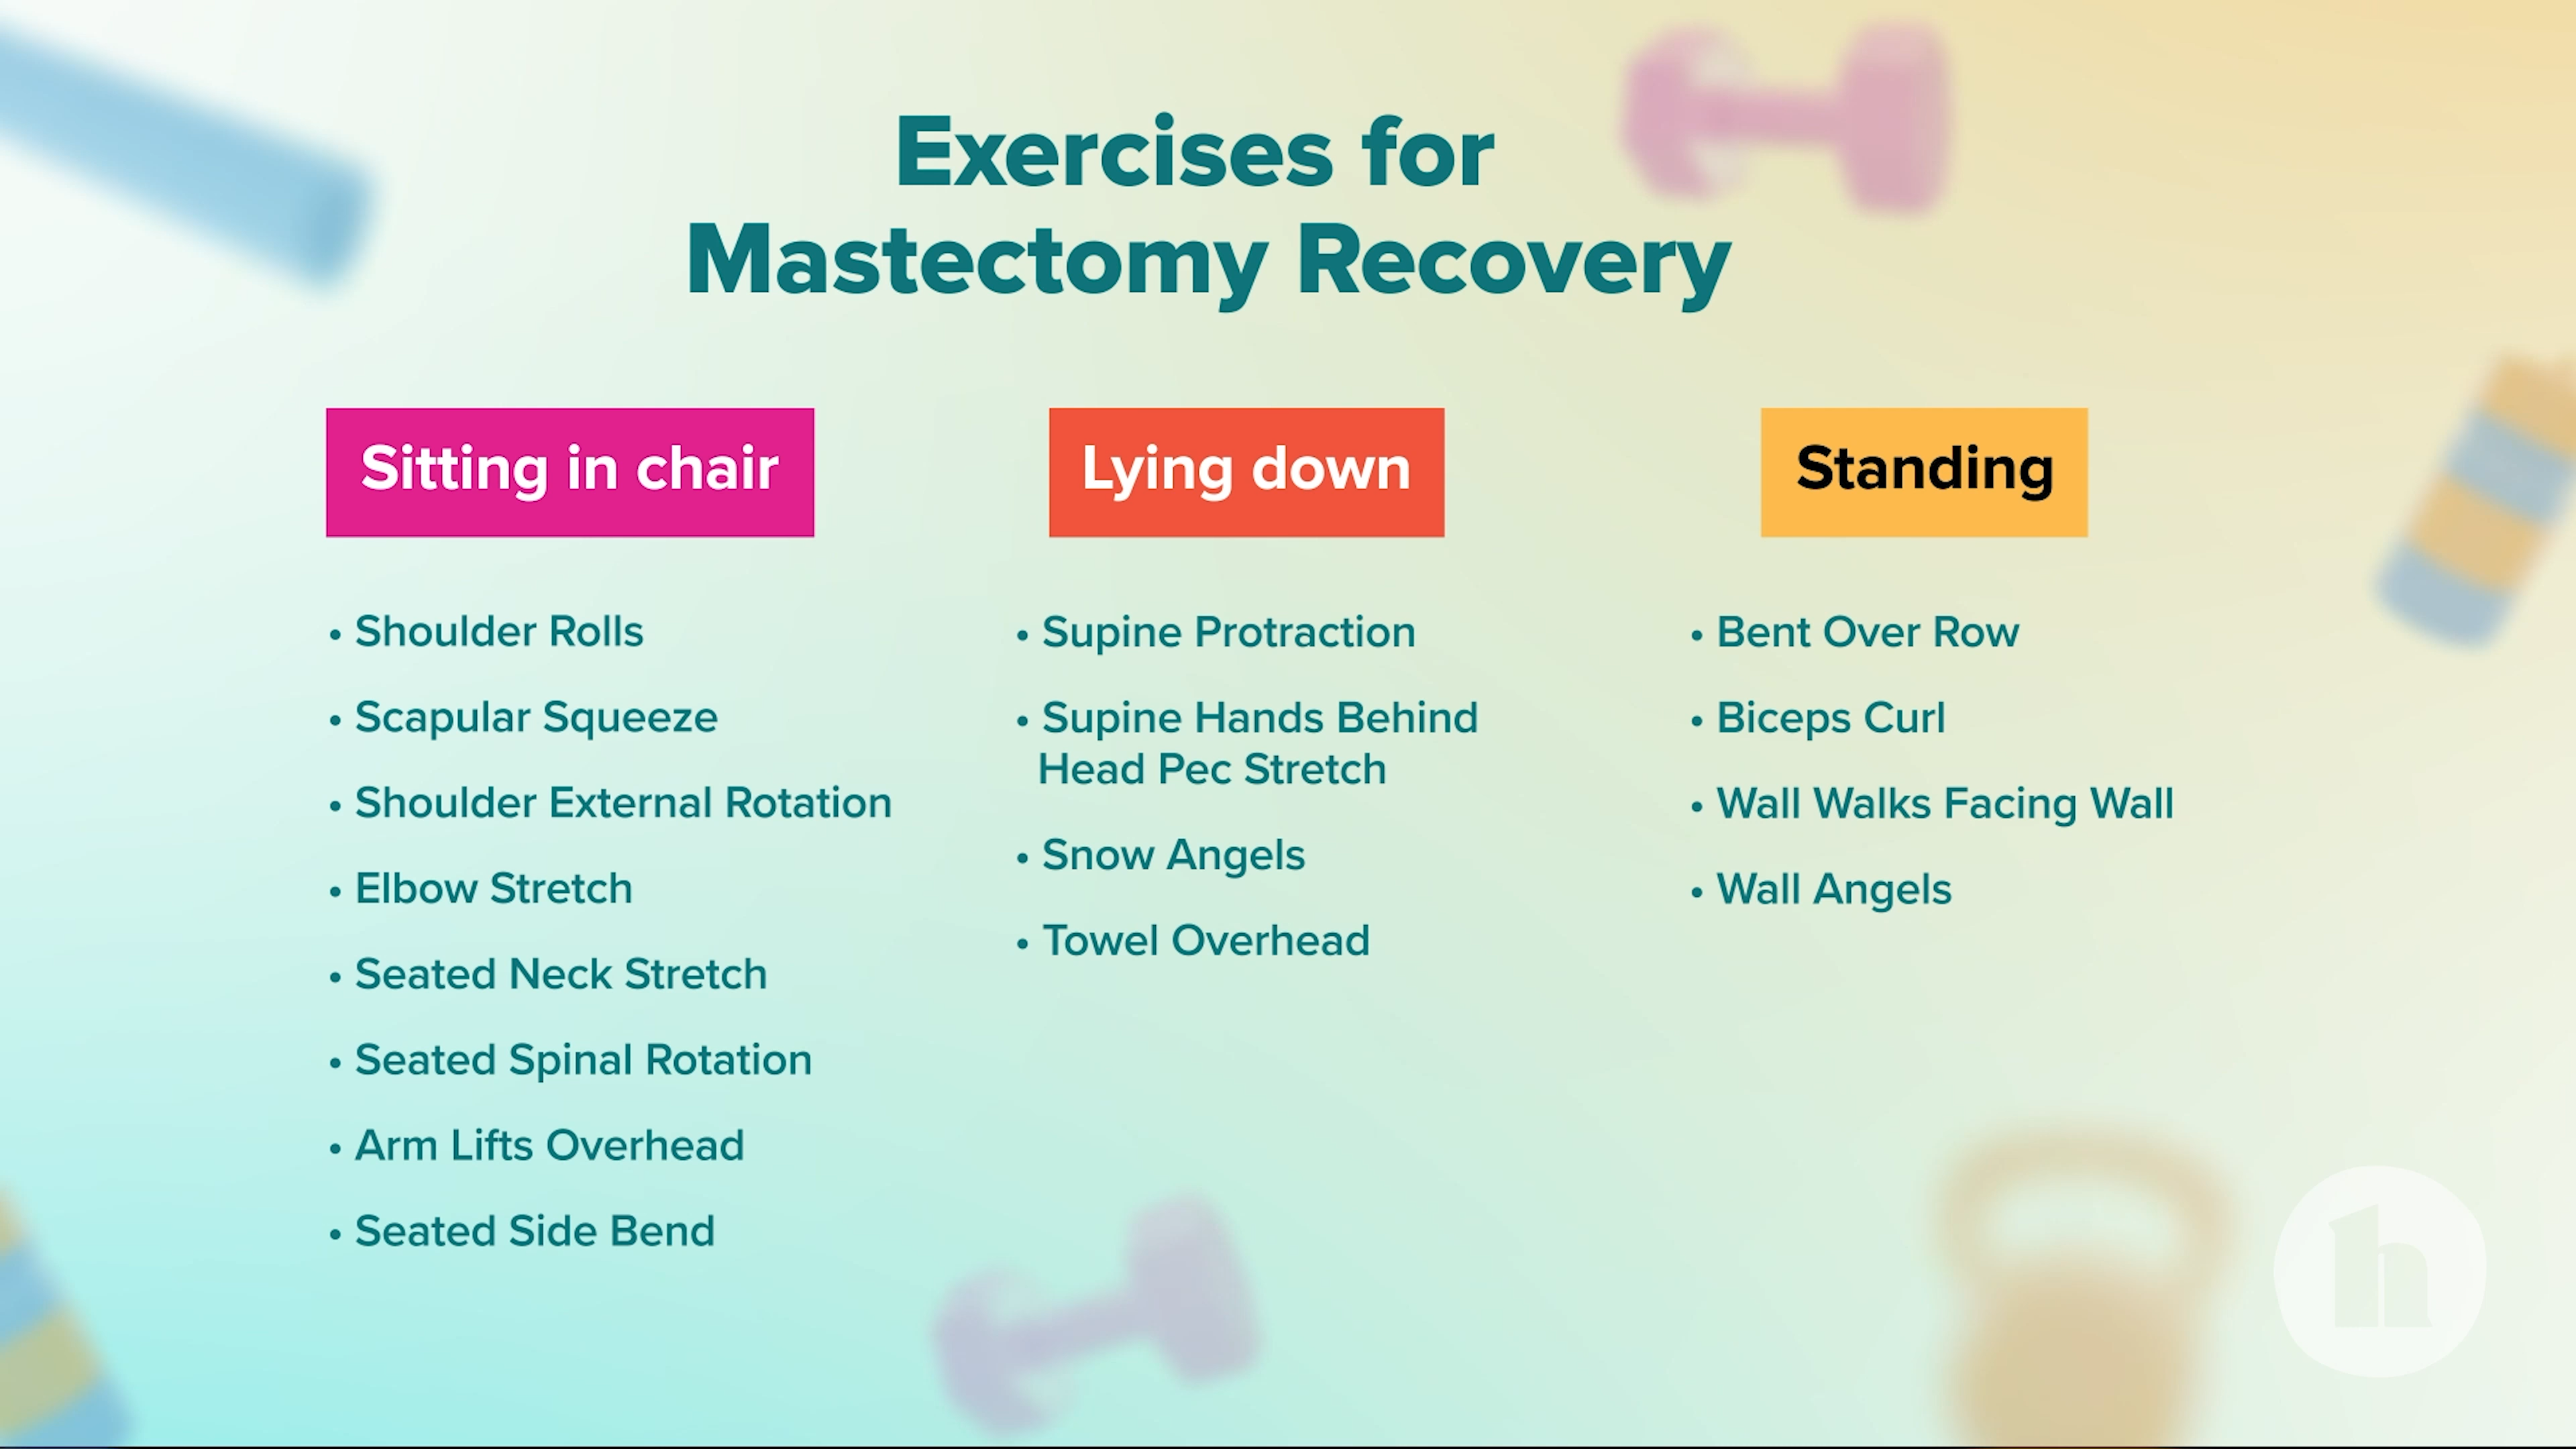 Exercises for
Mastectomy Recovery
Sitting in chair
• Shoulder Rolls
• Scapular Squeeze
• Shoulder External Rotation
• Elbow Stretch
• Seated Neck Stretch
• Seated Spinal Rotation
• Arm Lifts Overhead
• Seated Side Bend
Lying down
• Supine Protraction
• Supine Hands Behind
Head Pec Stretch
• Snow Angels
• Towel Overhead
Standing
• Bent Over Row
• Biceps Curl
• Wall Walks Facing Wall
• Wall Angels
h